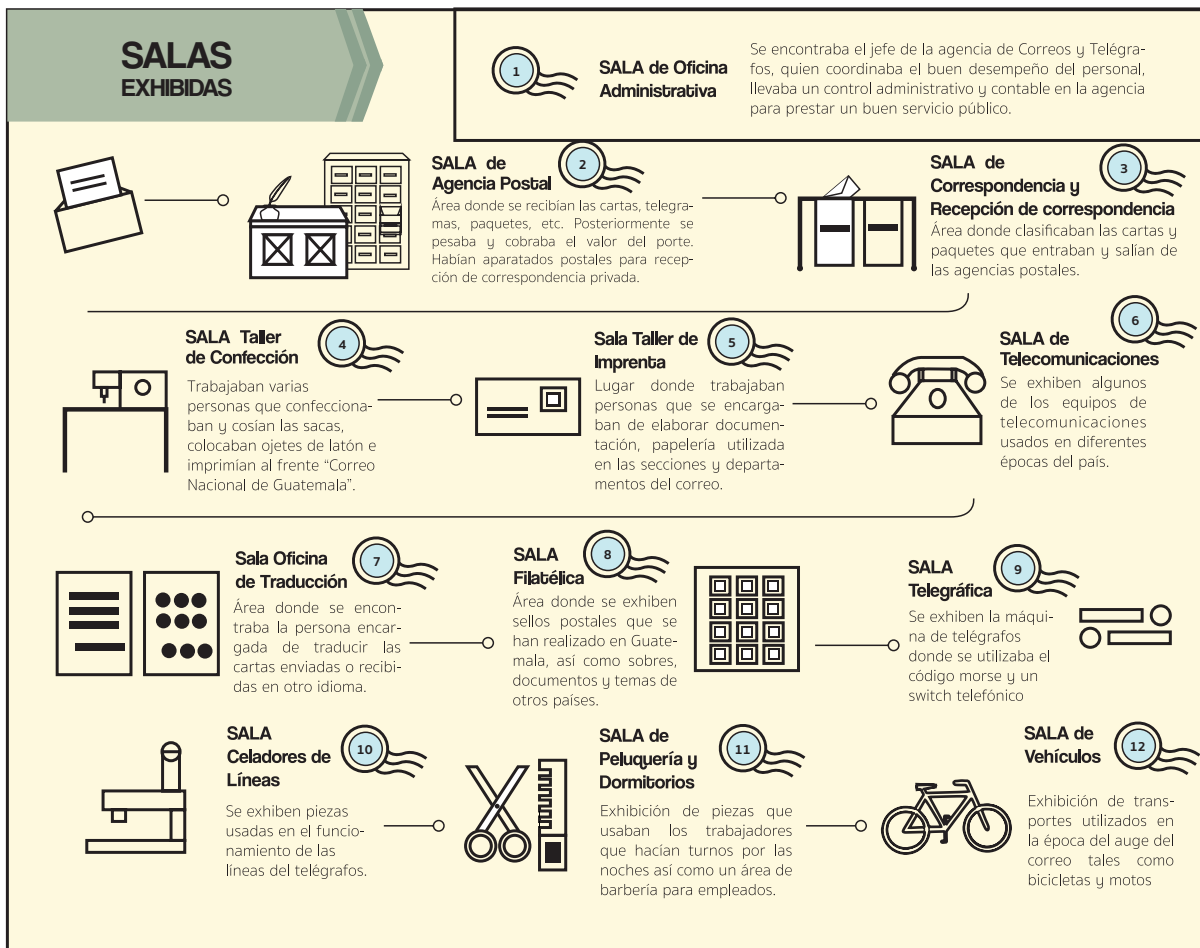 SALAS
EXHIBIDAS
1
SALA de Oficina
Administrativa
Se encontraba el jefe de la agencia de Correos y Telégra-
fos, quien coordinaba el buen desempeño del personal,
llevaba un control administrativo y contable en la agencia
para prestar un buen servicio público.
2
SALA de
Agencia Postal
Área donde se recibían las cartas, telegra-
mas, paquetes, etc. Posteriormente se
pesaba y cobraba el valor del porte.
Habían aparatados postales para recep-
ción de correspondencia privada.
3
SALA de
Correspondencia y
Recepción de correspondencia
Área donde clasificaban las cartas y
paquetes que entraban y salían de
las agencias postales.
4
SALA Taller
de Confección
Trabajaban varias
personas que confecciona-
ban y cosían las sacas,
colocaban ojetes de latón e
imprimían al frente “Correo
Nacional de Guatemala”.
5
Sala Taller de
Imprenta
Lugar donde trabajaban
personas que se encarga-
ban de elaborar documen-
tación, papelería utilizada
en las secciones y departa-
mentos del correo.
6
SALA de
Telecomunicaciones
Se exhiben algunos
de los equipos de
telecomunicaciones
usados en diferentes
épocas del país.
7
Sala Oficina
de Traducción
Área donde se encon-
traba la persona encar-
gada de traducir las
cartas enviadas o recibi-
das en otro idioma.
8
SALA
Filatélica
Área donde se exhiben
sellos postales que se
han realizado en Guate-
mala, así como sobres,
documentos y temas de
otros países.
9
SALA
Telegráfica
Se exhiben la máqui-
na de telégrafos
donde se utilizaba el
código morse y un
switch telefónico
10
SALA
Celadores de
Líneas
Se exhiben piezas
usadas en el funcio-
namiento de las
líneas del telégrafos.
11
SALA de
Peluquería y
Dormitorios
Exhibición de piezas que
usaban los trabajadores
que hacían turnos por las
noches así como un área de
barbería para empleados.
12
SALA de
Vehículos
Exhibición de trans-
portes utilizados en
la época del auge del
correo tales como
bicicletas y motos